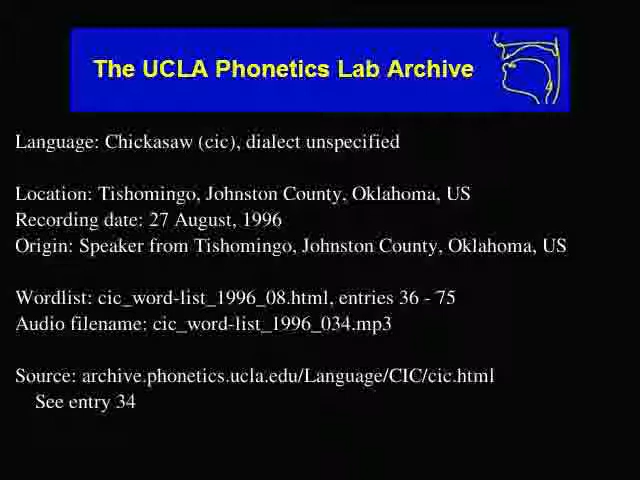 The UCLA Phonetics Lab Archive
Language: Chickasaw (cic), dialect unspecified
Location: Tishomingo, Johnston County, Oklahoma, US
Recording date: 27 August, 1996
Origin: Speaker from Tishomingo, Johnston County, Oklahoma, US
Wordlist: cic_word-list_1996_08.html, entries 36 - 75
Audio filename: cic_word-list_1996_034.mp3
Source: archive.phonetics.ucla.edu/Language/CIC/cic.html
See entry 34